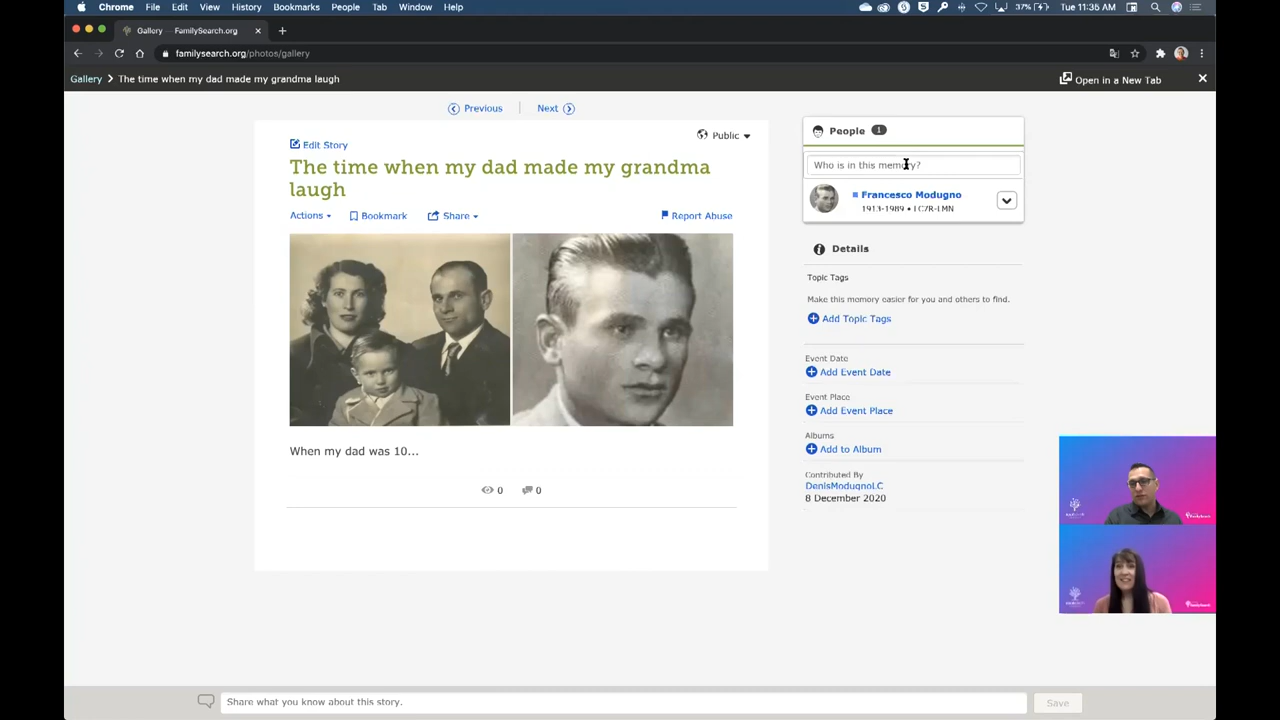 Chrome File Edit View History Bookmarks People Tab Window Help
37% Tue 11:35 AM
Gallery — FamilySearch.org
familysearch.org/photos/gallery
Gallery The time when my dad made my grandma laugh
Open in a New Tab
Previous Next
Public
Edit Story
The time when my dad made my grandma
laugh
Actions Bookmark Share Report Abuse
When my dad was 10...
0 0
People 1
Who is in this memory?
Francesco Modugno
1913-1989 • LC7R-LMN
Details
Topic Tags
Make this memory easier for you and others to find.
Add Topic Tags
Event Date
Add Event Date
Event Place
Add Event Place
Albums
Add to Album
Contributed By
DenisModugnoLC
8 December 2020
Share what you know about this story.
Save